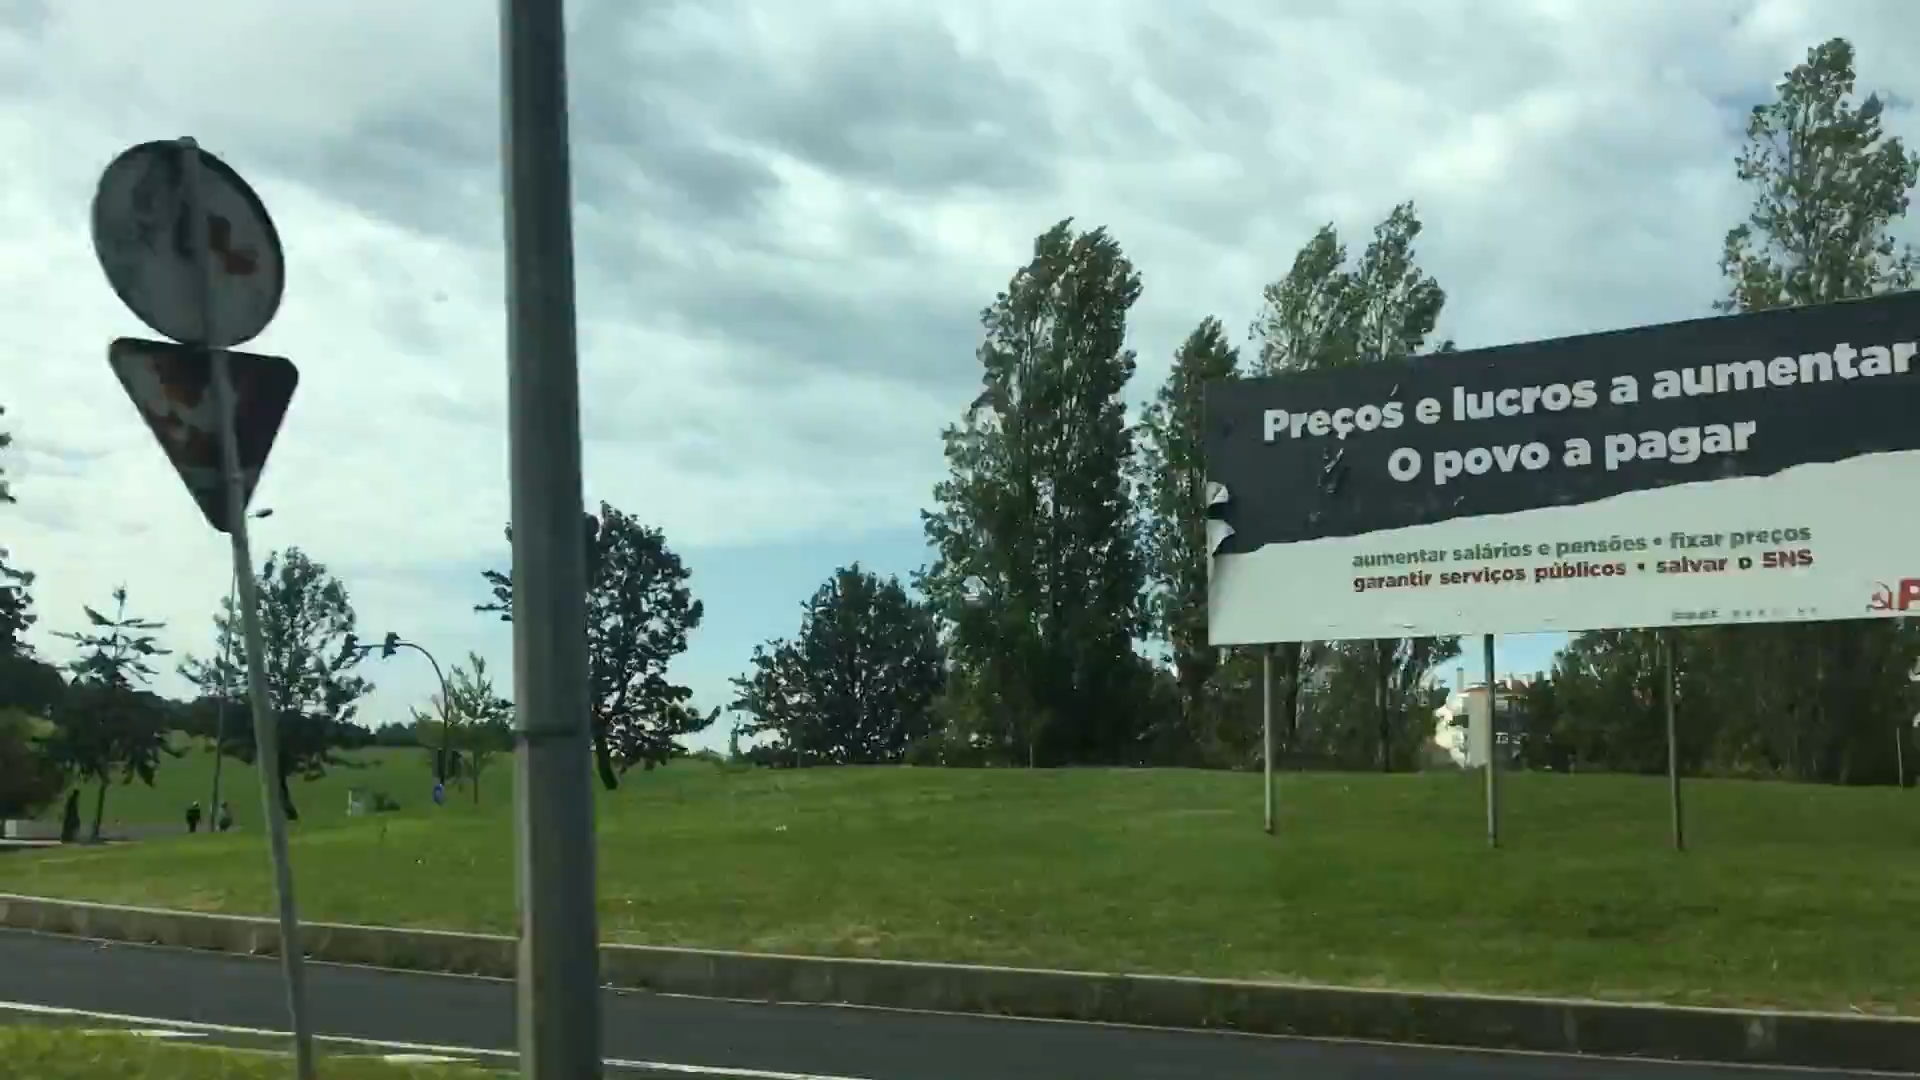 Preços e lucros a aumentar
O povo a pagar
aumentar salários e pensões • fixar preços
garantir serviços públicos • salvar o SNS
P